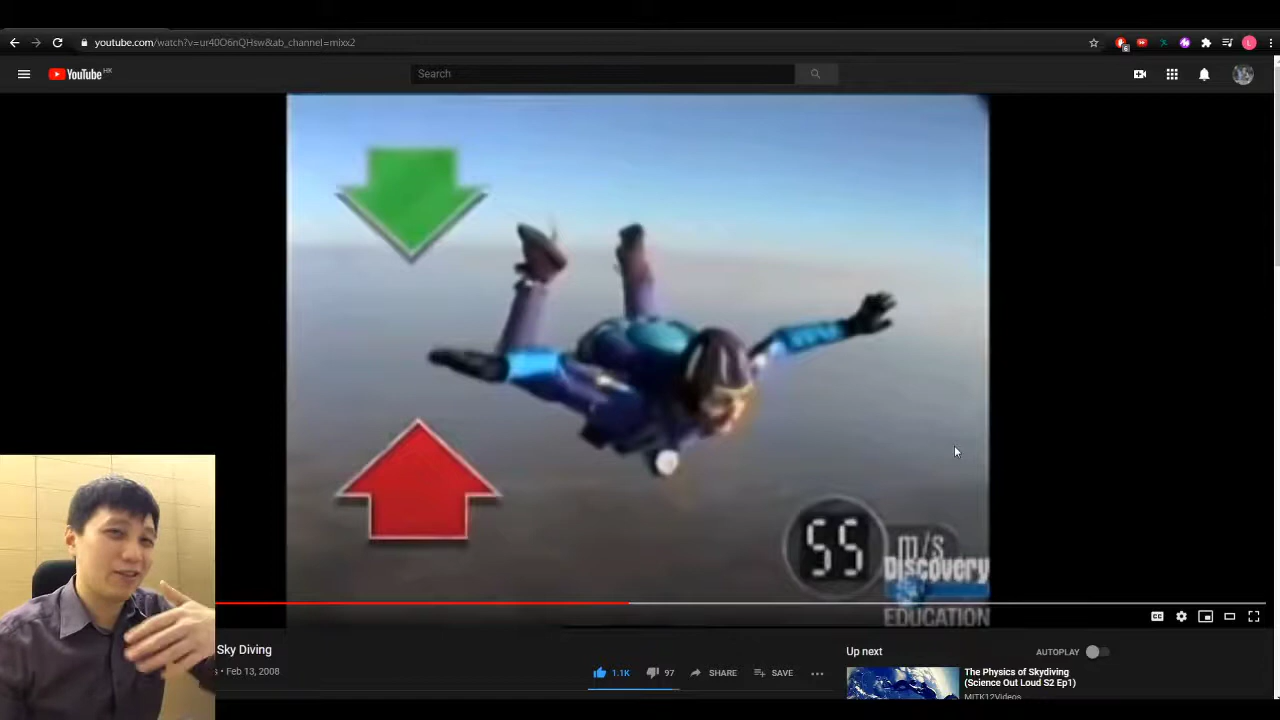 youtube.com/watch?v=ur40O6nQHsw&ab_channel=mixx2
YouTube HK
Search
55 m/s
Discovery
EDUCATION
Sky Diving
s • Feb 13, 2008
1.1K
97
SHARE
SAVE
Up next
AUTOPLAY
The Physics of Skydiving
(Science Out Loud S2 Ep1)
MITK12Videos